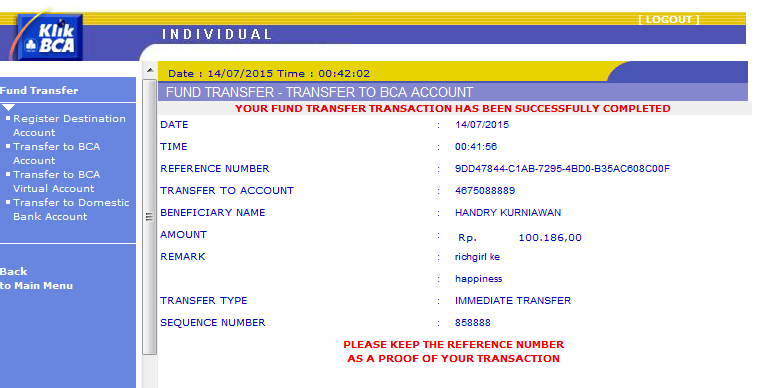 Klik
BCA
INDIVIDUAL
[ LOGOUT ]
Fund Transfer
Register Destination
Account
Transfer to BCA
Account
Transfer to BCA
Virtual Account
Transfer to Domestic
Bank Account
Back
to Main Menu
Date : 14/07/2015 Time : 00:42:02
FUND TRANSFER - TRANSFER TO BCA ACCOUNT
YOUR FUND TRANSFER TRANSACTION HAS BEEN SUCCESSFULLY COMPLETED
DATE : 14/07/2015
TIME : 00:41:56
REFERENCE NUMBER : 9DD47844-C1AB-7295-4BD0-B35AC608C00F
TRANSFER TO ACCOUNT : 4675088889
BENEFICIARY NAME : HANDRY KURNIAWAN
AMOUNT : Rp. 100.186,00
REMARK : richgirl ke
: happiness
TRANSFER TYPE : IMMEDIATE TRANSFER
SEQUENCE NUMBER : 858888
PLEASE KEEP THE REFERENCE NUMBER
AS A PROOF OF YOUR TRANSACTION